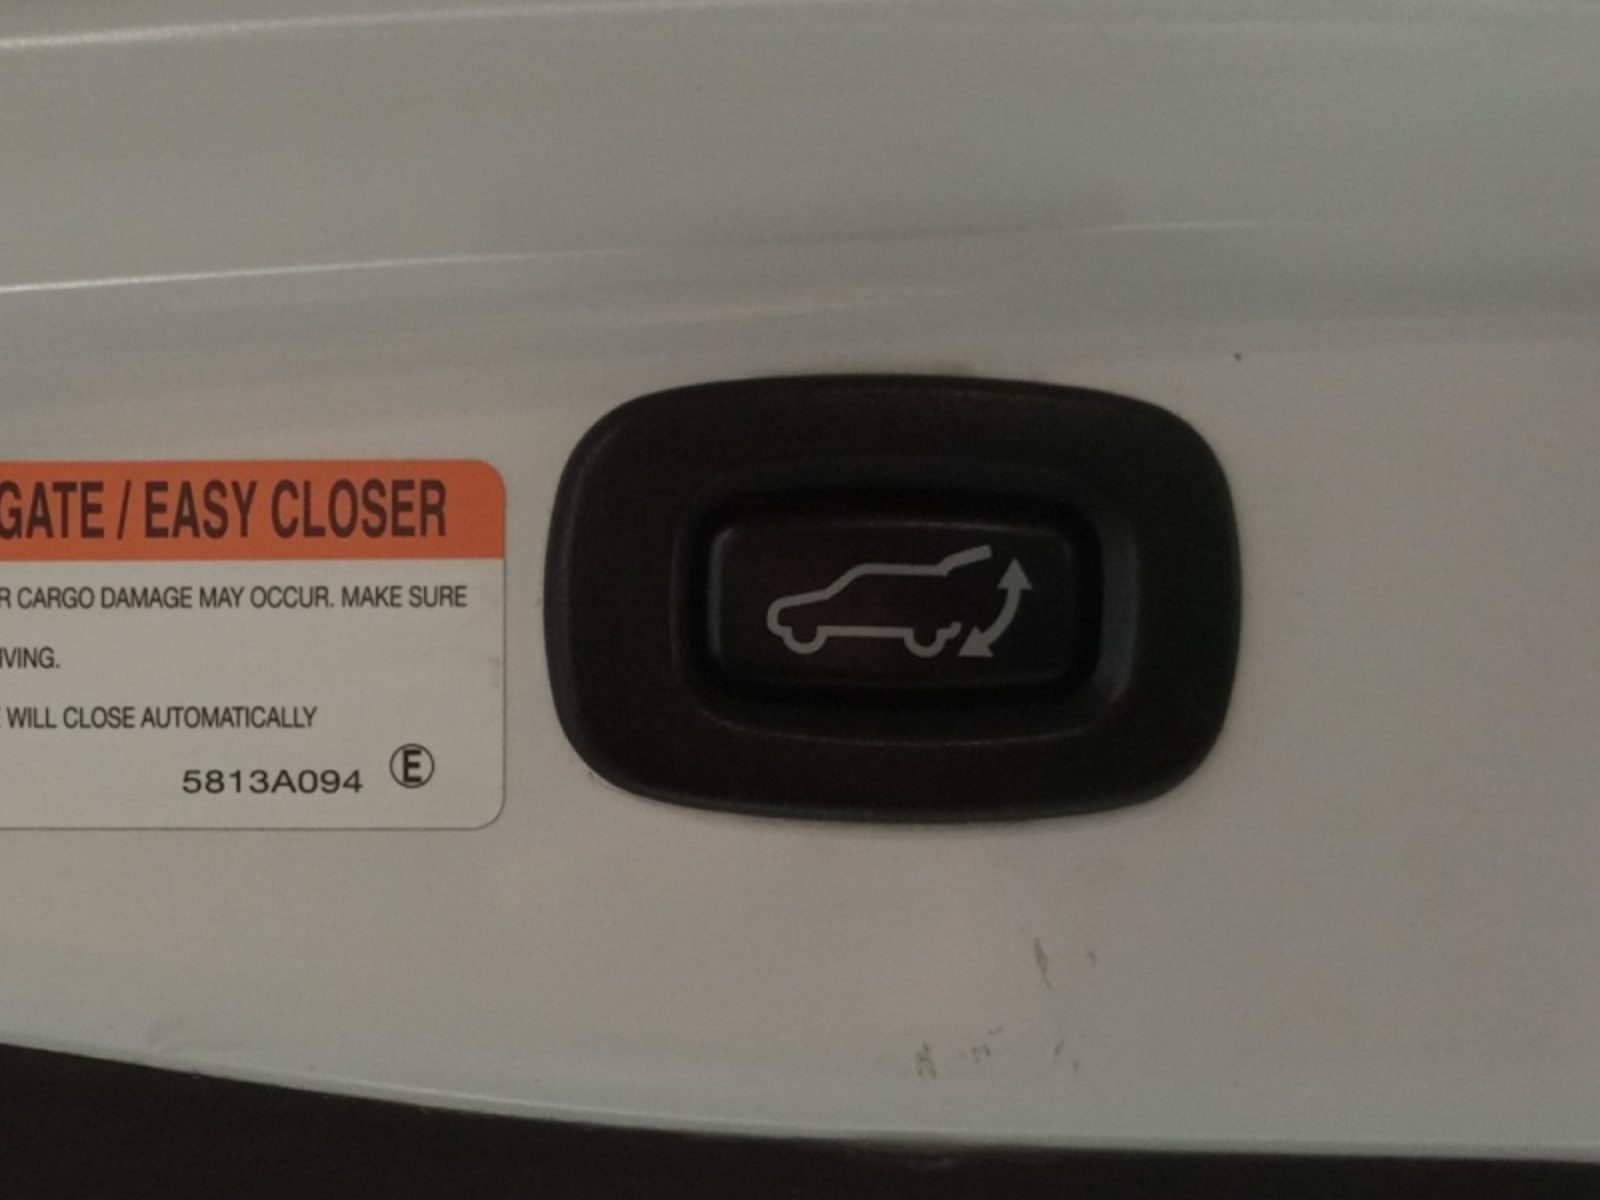 GATE / EASY CLOSER
R CARGO DAMAGE MAY OCCUR. MAKE SURE
IVING.
E WILL CLOSE AUTOMATICALLY
5813A094 E